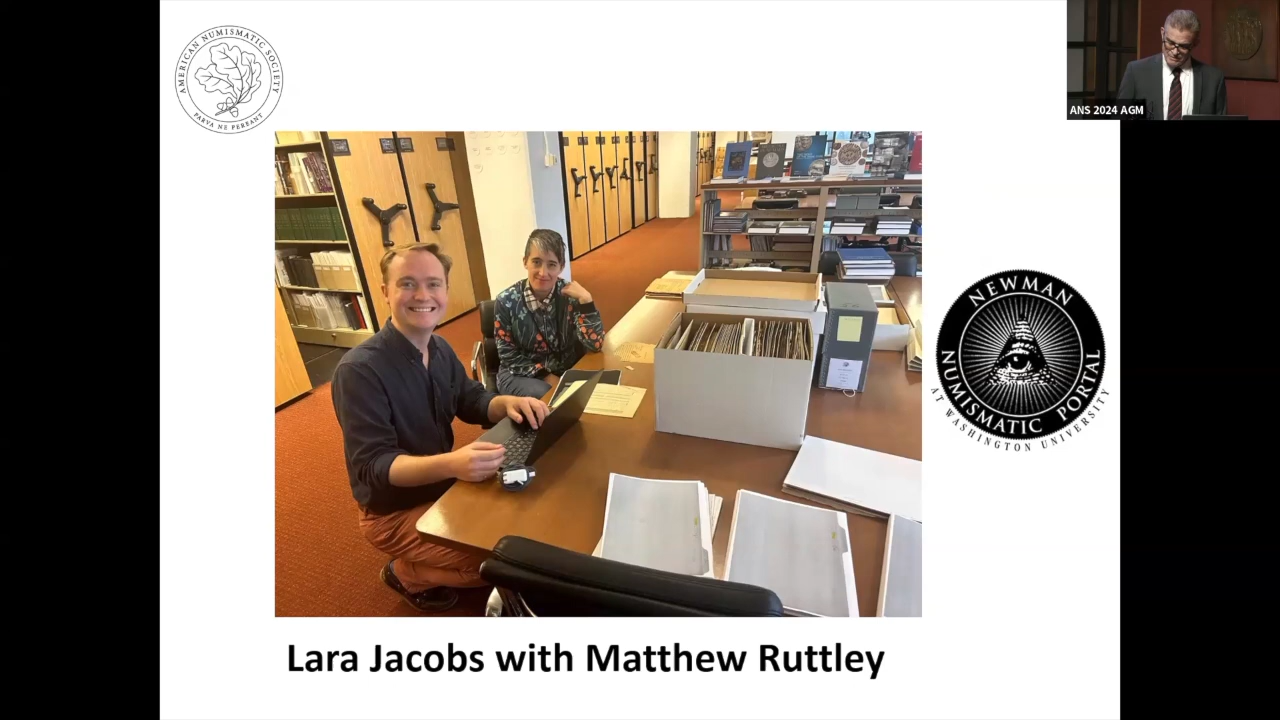 AMERICAN NUMISMATIC SOCIETY
PARVA NE PEREANT
ANS 2024 AGM
NEWMAN
NUMISMATIC PORTAL
AT WASHINGTON UNIVERSITY
Lara Jacobs with Matthew Ruttley